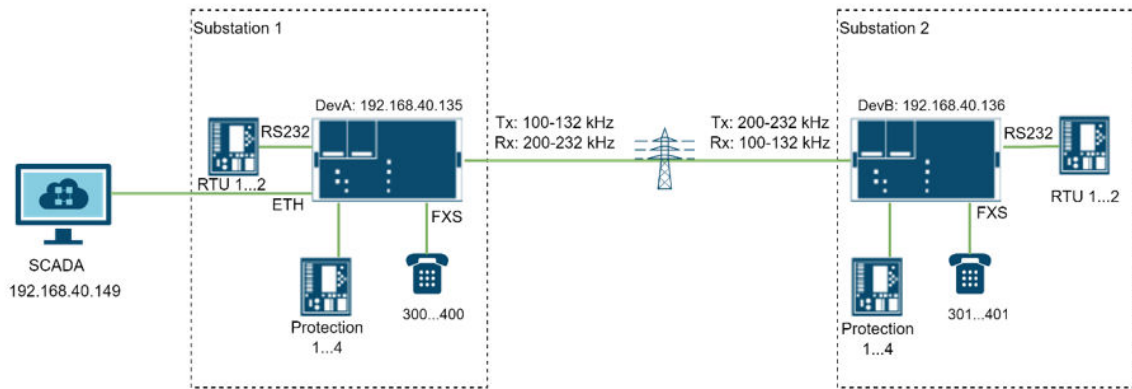 Substation 1
Substation 2
DevA: 192.168.40.135
DevB: 192.168.40.136
Tx: 100-132 kHz
Rx: 200-232 kHz
Tx: 200-232 kHz
Rx: 100-132 kHz
RS232
RS232
RTU 1...2
RTU 1...2
ETH
FXS
FXS
SCADA
192.168.40.149
Protection
1...4
300...400
Protection
1...4
301...401